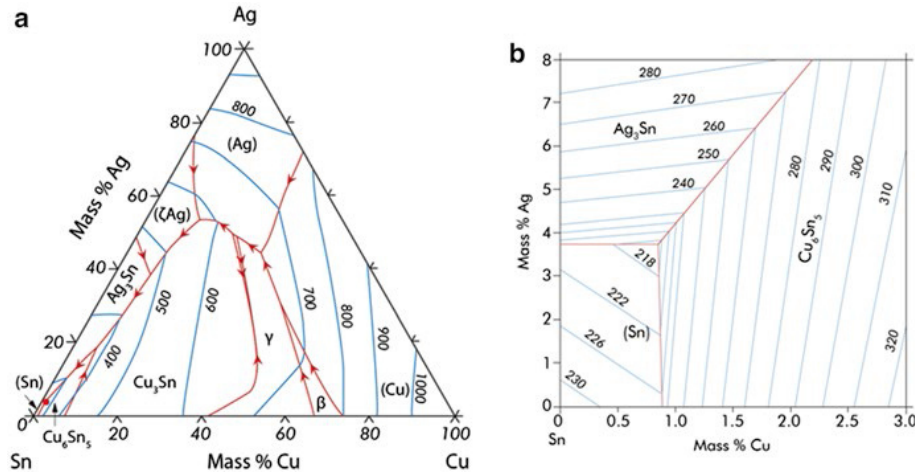 a
Ag
100
80
60
40
20
0
Mass % Ag
800
(Ag)
(ζAg)
Ag3Sn
500
600
700
800
900
1000
400
γ
(Sn)
Cu3Sn
β
(Cu)
Cu6Sn5
20
40
60
80
100
Sn
Mass % Cu
Cu
b
8
7
6
5
4
3
2
1
0
Mass % Ag
280
270
Ag3Sn
260
250
240
218
222
(Sn)
226
230
280
290
300
310
Cu6Sn5
320
0
0.5
1.0
1.5
2.0
2.5
3.0
Sn
Mass % Cu